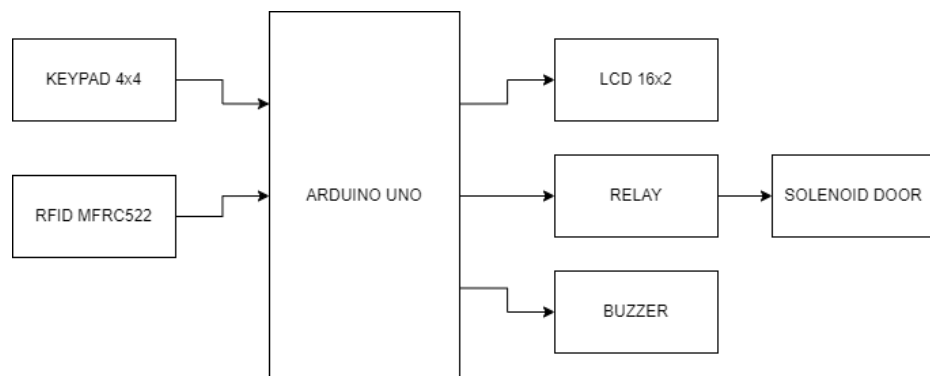 KEYPAD 4x4
RFID MFRC522
ARDUINO UNO
LCD 16x2
RELAY
SOLENOID DOOR
BUZZER